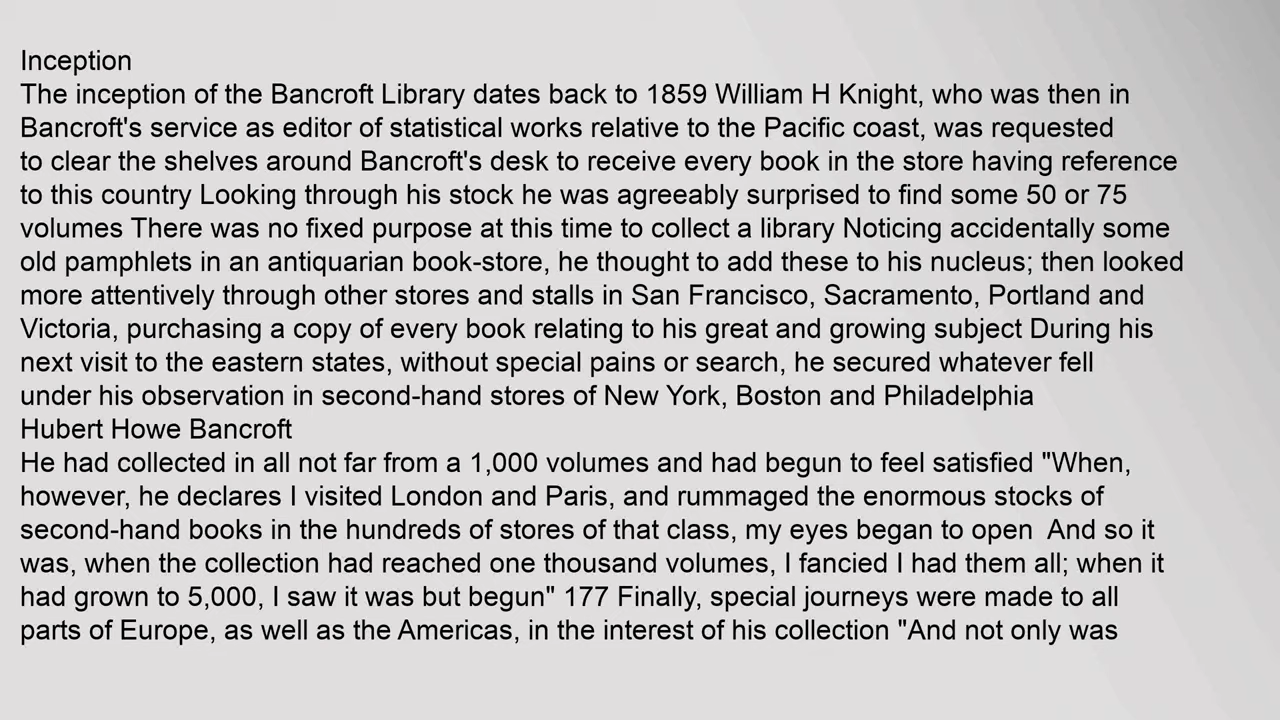 Inception
The inception of the Bancroft Library dates back to 1859 William H Knight, who was then in
Bancroft's service as editor of statistical works relative to the Pacific coast, was requested
to clear the shelves around Bancroft's desk to receive every book in the store having reference
to this country Looking through his stock he was agreeably surprised to find some 50 or 75
volumes There was no fixed purpose at this time to collect a library Noticing accidentally some
old pamphlets in an antiquarian book-store, he thought to add these to his nucleus; then looked
more attentively through other stores and stalls in San Francisco, Sacramento, Portland and
Victoria, purchasing a copy of every book relating to his great and growing subject During his
next visit to the eastern states, without special pains or search, he secured whatever fell
under his observation in second-hand stores of New York, Boston and Philadelphia
Hubert Howe Bancroft
He had collected in all not far from a 1,000 volumes and had begun to feel satisfied "When,
however, he declares I visited London and Paris, and rummaged the enormous stocks of
second-hand books in the hundreds of stores of that class, my eyes began to open  And so it
was, when the collection had reached one thousand volumes, I fancied I had them all; when it
had grown to 5,000, I saw it was but begun" 177 Finally, special journeys were made to all
parts of Europe, as well as the Americas, in the interest of his collection "And not only was